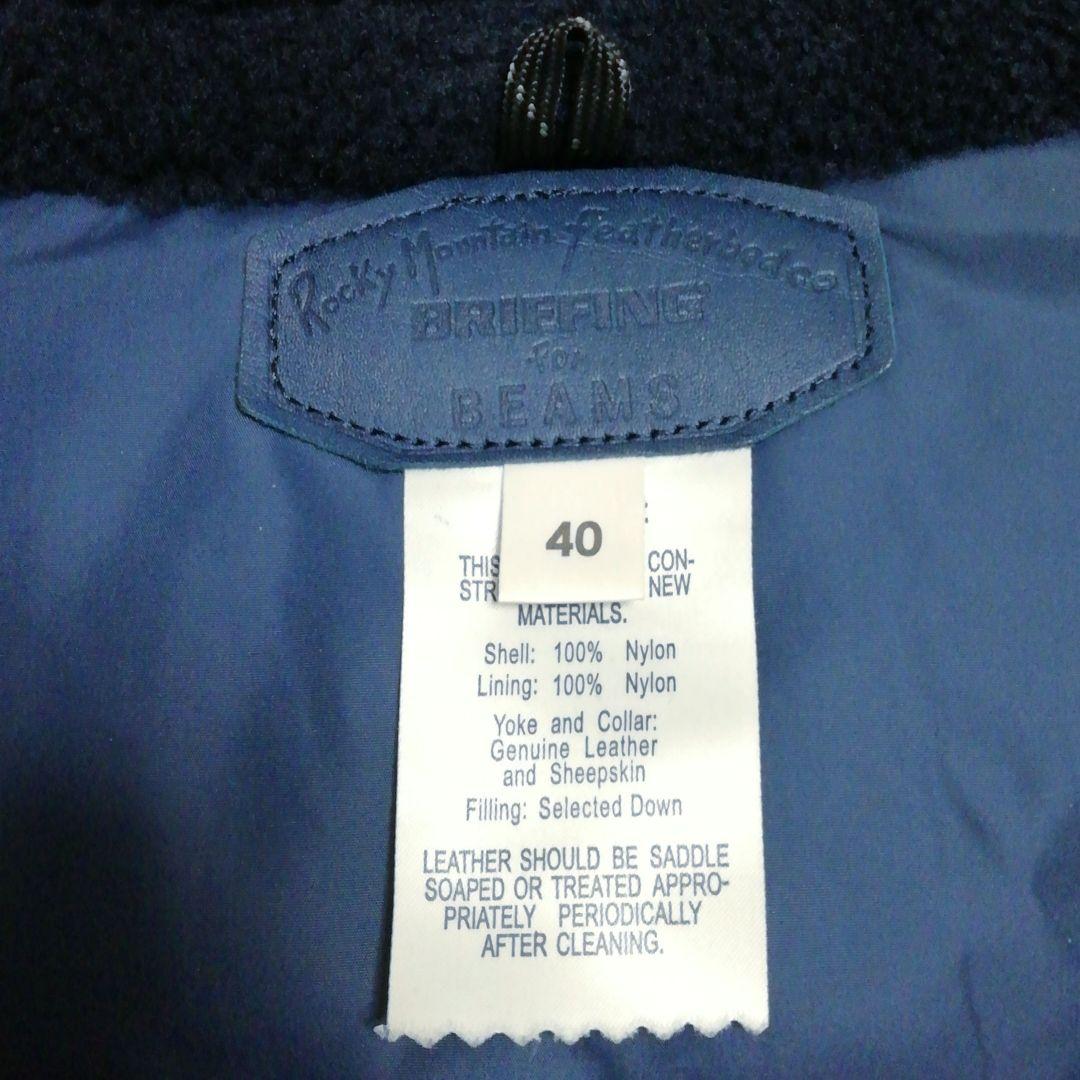 Rocky Mountain Featherbed co
BRIEFING
for
BEAMS
40
THIS CON-
STR NEW
MATERIALS.
Shell: 100% Nylon
Lining: 100% Nylon
Yoke and Collar:
Genuine Leather
and Sheepskin
Filling: Selected Down
LEATHER SHOULD BE SADDLE
SOAPED OR TREATED APPRO-
PRIATELY PERIODICALLY
AFTER CLEANING.